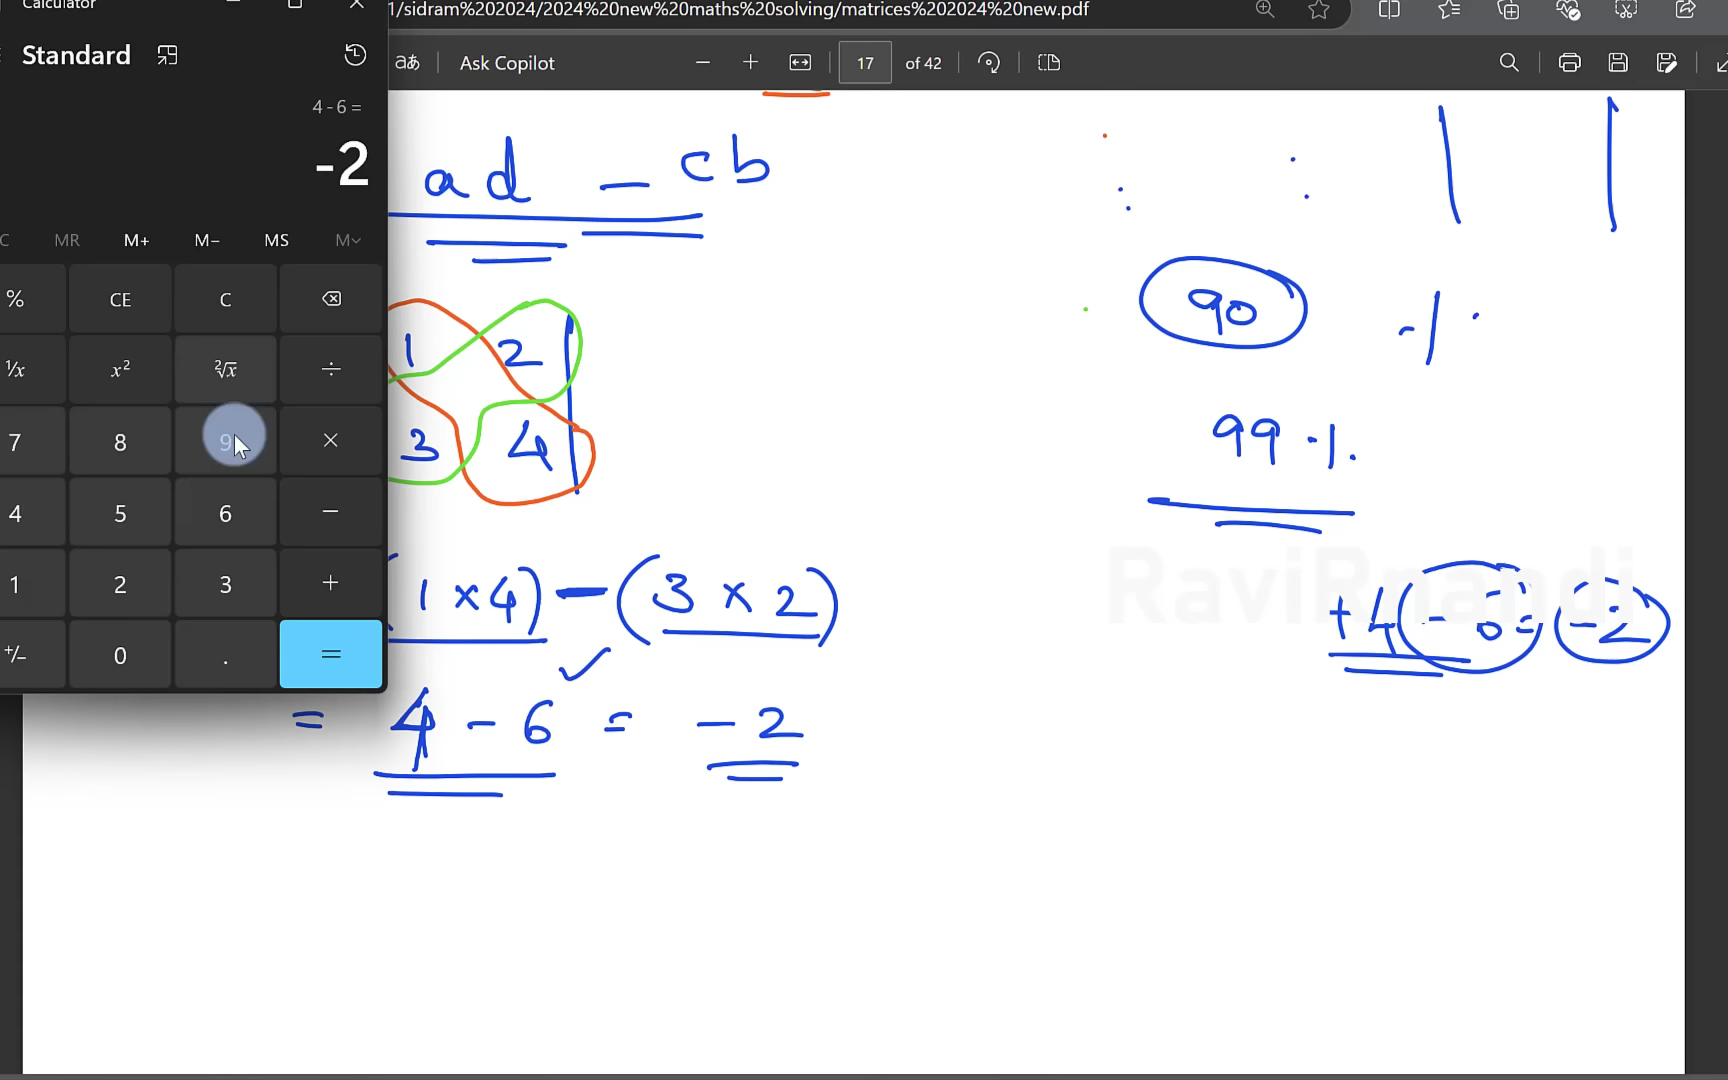 Calculator
1/sidram%202024/2024%20new%20maths%20solving/matrices%202024%20new.pdf
Standard
aあ
Ask Copilot
17
of 42
4 - 6 =
-2
C MR M+ M- MS M
% CE C
¹/x x² ²√x ÷
7 8 9 ×
4 5 6 −
1 2 3 +
+/− 0 . =
ad - cb
1 2
3 4
(1 × 4) - (3 × 2)
= 4 - 6 = - 2
90
99 %.
RaviRnandi
+4 - 6 = - 2